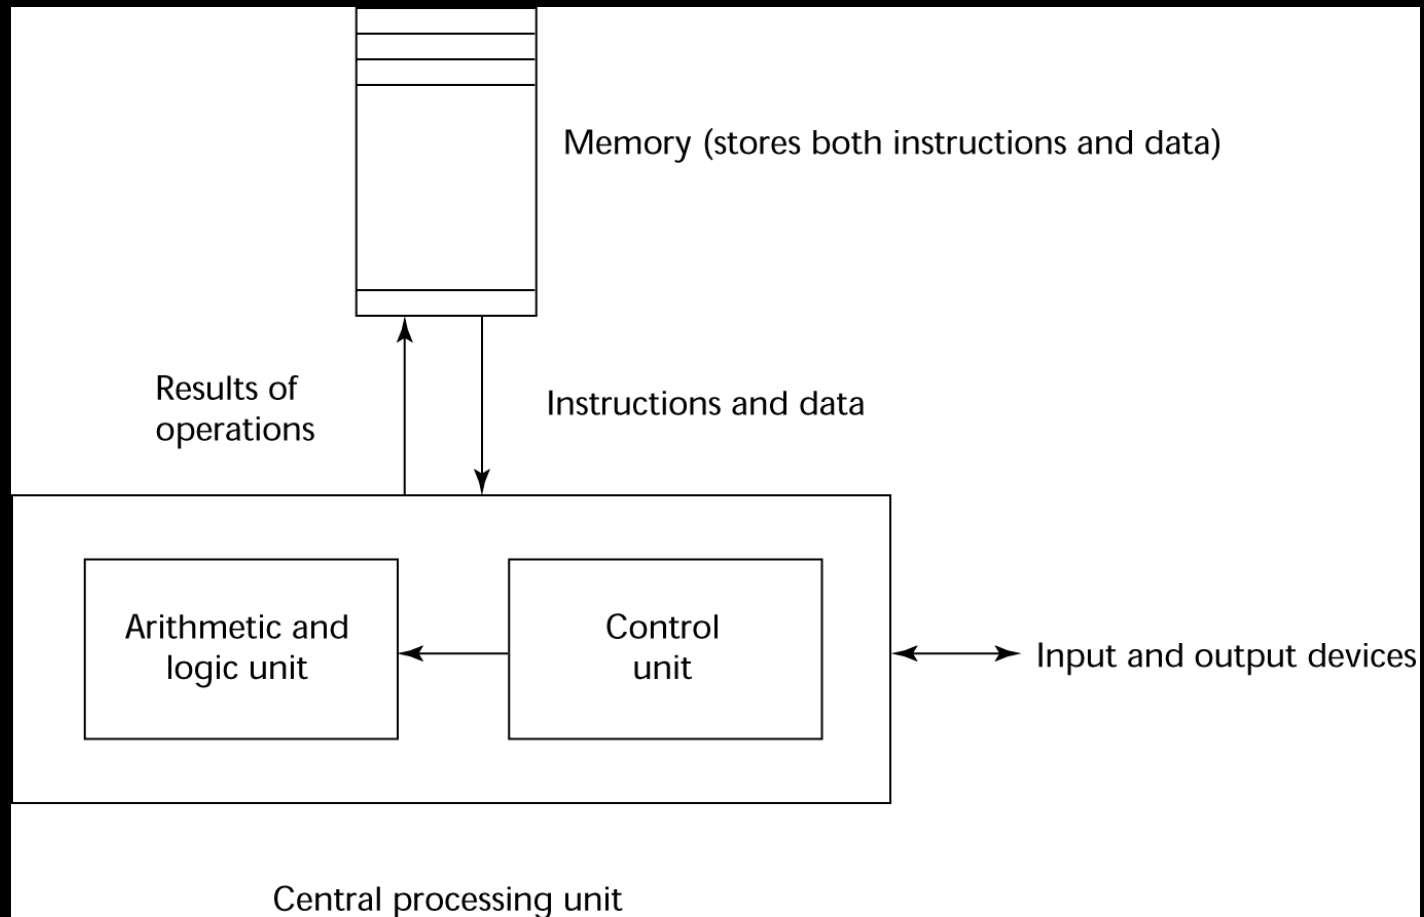 Memory (stores both instructions and data)
Results of
operations
Instructions and data
Arithmetic and
logic unit
Control
unit
Input and output devices
Central processing unit